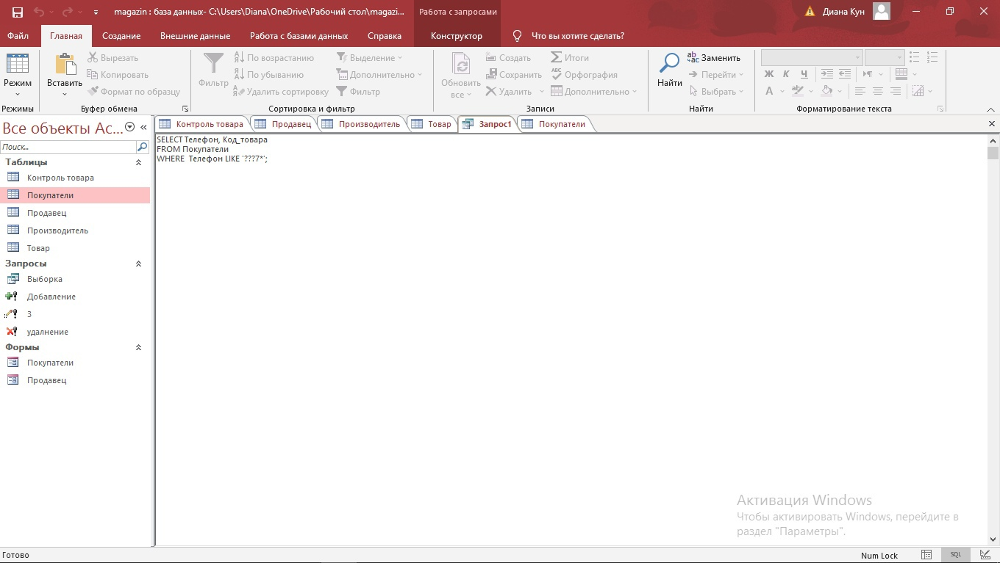 magazin : база данных- C:\Users\Diana\OneDrive\Рабочий стол\magazi...
Работа с запросами
Диана Кун
Файл Главная Создание Внешние данные Работа с базами данных Справка Конструктор Что вы хотите сделать?
Режим
Режимы
Вставить
Вырезать
Копировать
Формат по образцу
Буфер обмена
Фильтр
По возрастанию
По убыванию
Удалить сортировку
Выделение
Дополнительно
Фильтр
Сортировка и фильтр
Обновить
все
Создать
Сохранить
Удалить
Итоги
Орфография
Дополнительно
Записи
Найти
Заменить
Перейти
Выбрать
Найти
Ж К Ч
А
Форматирование текста
Все объекты Ac...
Поиск...
Таблицы
Контроль товара
Покупатели
Продавец
Производитель
Товар
Запросы
Выборка
Добавление
3
удалнение
Формы
Покупатели
Продавец
Контроль товара Продавец Производитель Товар Запрос1 Покупатели
SELECT Телефон, Код_товара
FROM Покупатели
WHERE  Телефон LIKE '???7*';
Активация Windows
Чтобы активировать Windows, перейдите в
раздел "Параметры".
Готово
Num Lock
SQL